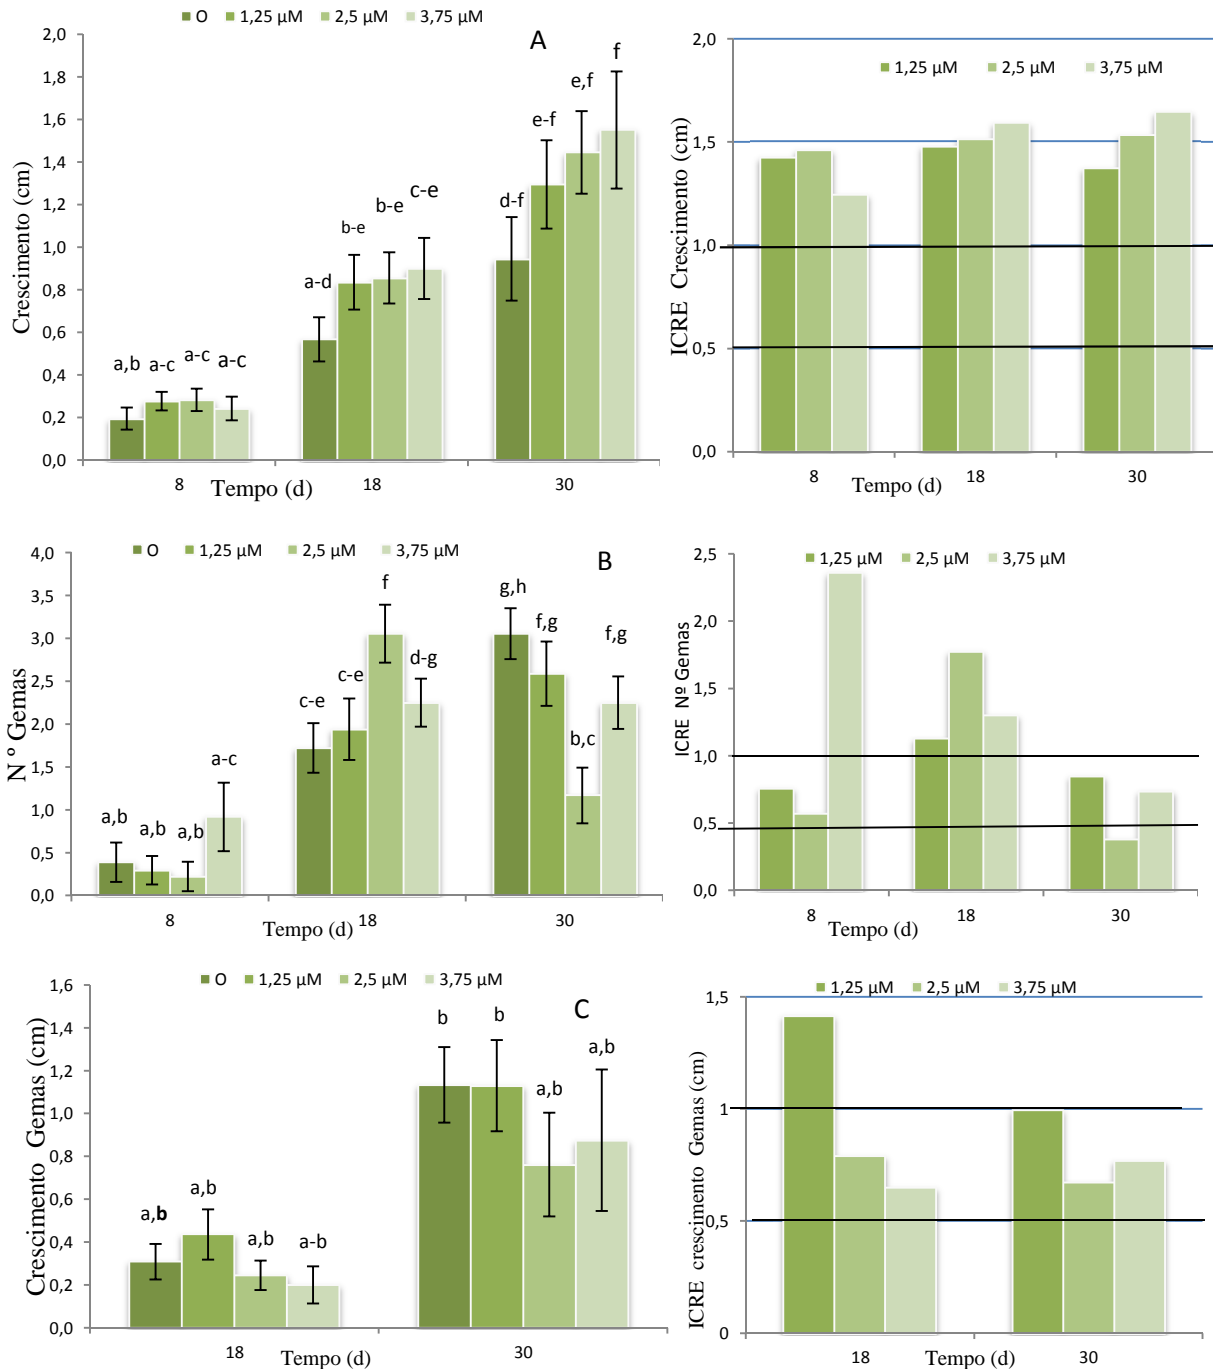 O 1,25 µM 2,5 µM 3,75 µM
A
Crescimento (cm)
2,0
1,8
1,6
1,4
1,2
1,0
0,8
0,6
0,4
0,2
0,0
a,b a-c a-c a-c
a-d b-e b-e c-e
d-f e-f e,f f
8 18 30
Tempo (d)
1,25 µM 2,5 µM 3,75 µM
ICRE Crescimento (cm)
2,0
1,5
1,0
0,5
0,0
8 18 30
Tempo (d)
O 1,25 µM 2,5 µM 3,75 µM
B
N º Gemas
4,0
3,5
3,0
2,5
2,0
1,5
1,0
0,5
0,0
a,b a,b a,b a-c
c-e c-e f d-g
g,h f,g b,c f,g
8 18 30
Tempo (d)
1,25 µM 2,5 µM 3,75 µM
ICRE Nº Gemas
2,5
2,0
1,5
1,0
0,5
0,0
8 18 30
Tempo (d)
O 1,25 µM 2,5 µM 3,75 µM
C
Crescimento Gemas (cm)
1,6
1,4
1,2
1,0
0,8
0,6
0,4
0,2
0,0
a,b a,b a,b a-b
b b a,b a,b
18 30
Tempo (d)
1,25 µM 2,5 µM 3,75 µM
ICRE crescimento Gemas (cm)
1,5
1
0,5
0
18 30
Tempo (d)